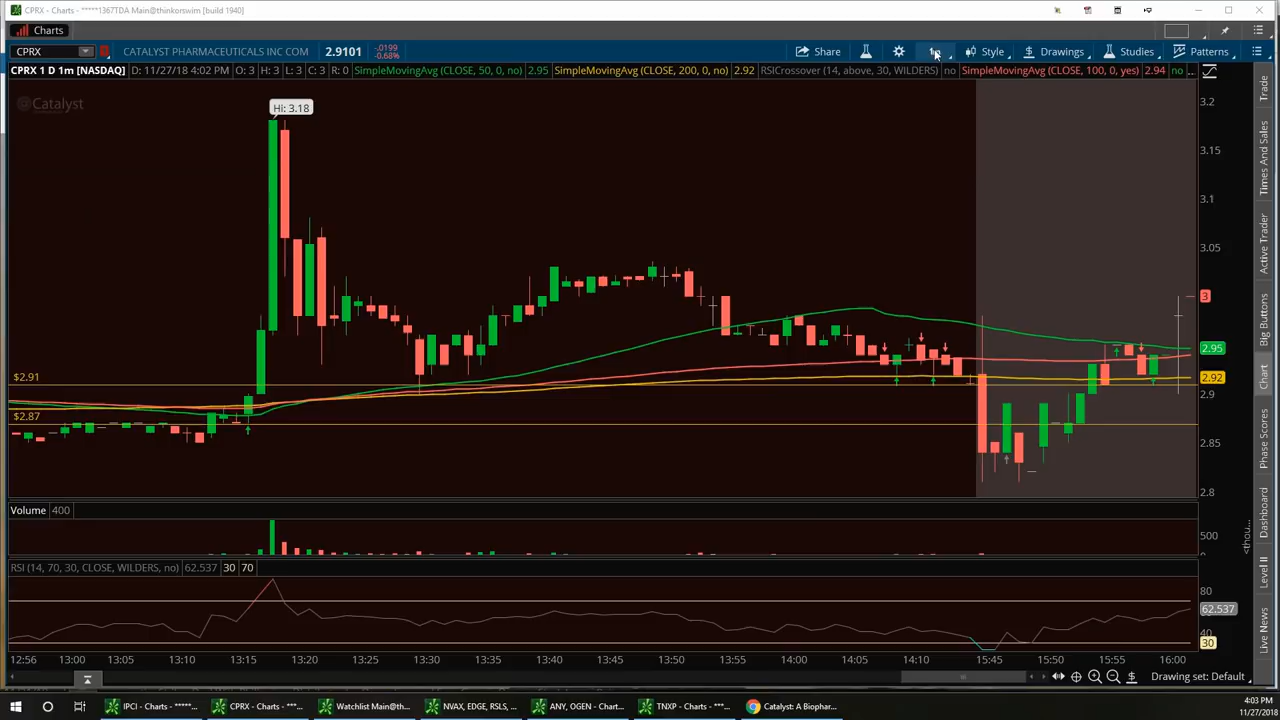 CPRX - Charts - *****1367TDA Main@thinkorswim [build 1940]
Charts
CPRX CATALYST PHARMACEUTICALS INC COM 2.9101 -.0199 -0.68% Share Style Drawings Studies Patterns
CPRX 1 D 1m [NASDAQ] D: 11/27/18 4:02 PM O: 3 H: 3 L: 3 C: 3 R: 0 SimpleMovingAvg (CLOSE, 50, 0, no) 2.95 SimpleMovingAvg (CLOSE, 200, 0, no) 2.92 RSICrossover (14, above, 30, WILDERS) no SimpleMovingAvg (CLOSE, 100, 0, yes) 2.94 no ...
Catalyst
Hi: 3.18
3.2
3.15
3.1
3.05
3
2.95
2.92
2.9
2.85
2.8
$2.91
$2.87
Volume 400
500
0
<thou...
RSI (14, 70, 30, CLOSE, WILDERS, no) 62.537 30 70
80
62.537
40
30
12:56 13:00 13:05 13:10 13:15 13:20 13:25 13:30 13:35 13:40 13:45 13:50 13:55 14:00 14:05 14:10 15:45 15:50 15:55 16:00
Drawing set: Default
Trade
Times And Sales
Active Trader
Big Buttons
Chart
Phase Scores
Dashboard
Level II
Live News
IPCI - Charts - *****... CPRX - Charts - ***... Watchlist Main@th... NVAX, EDGE, RSLS, ... TNXP - Charts - **... Catalyst: A Biophar...
4:03 PM
11/27/2018